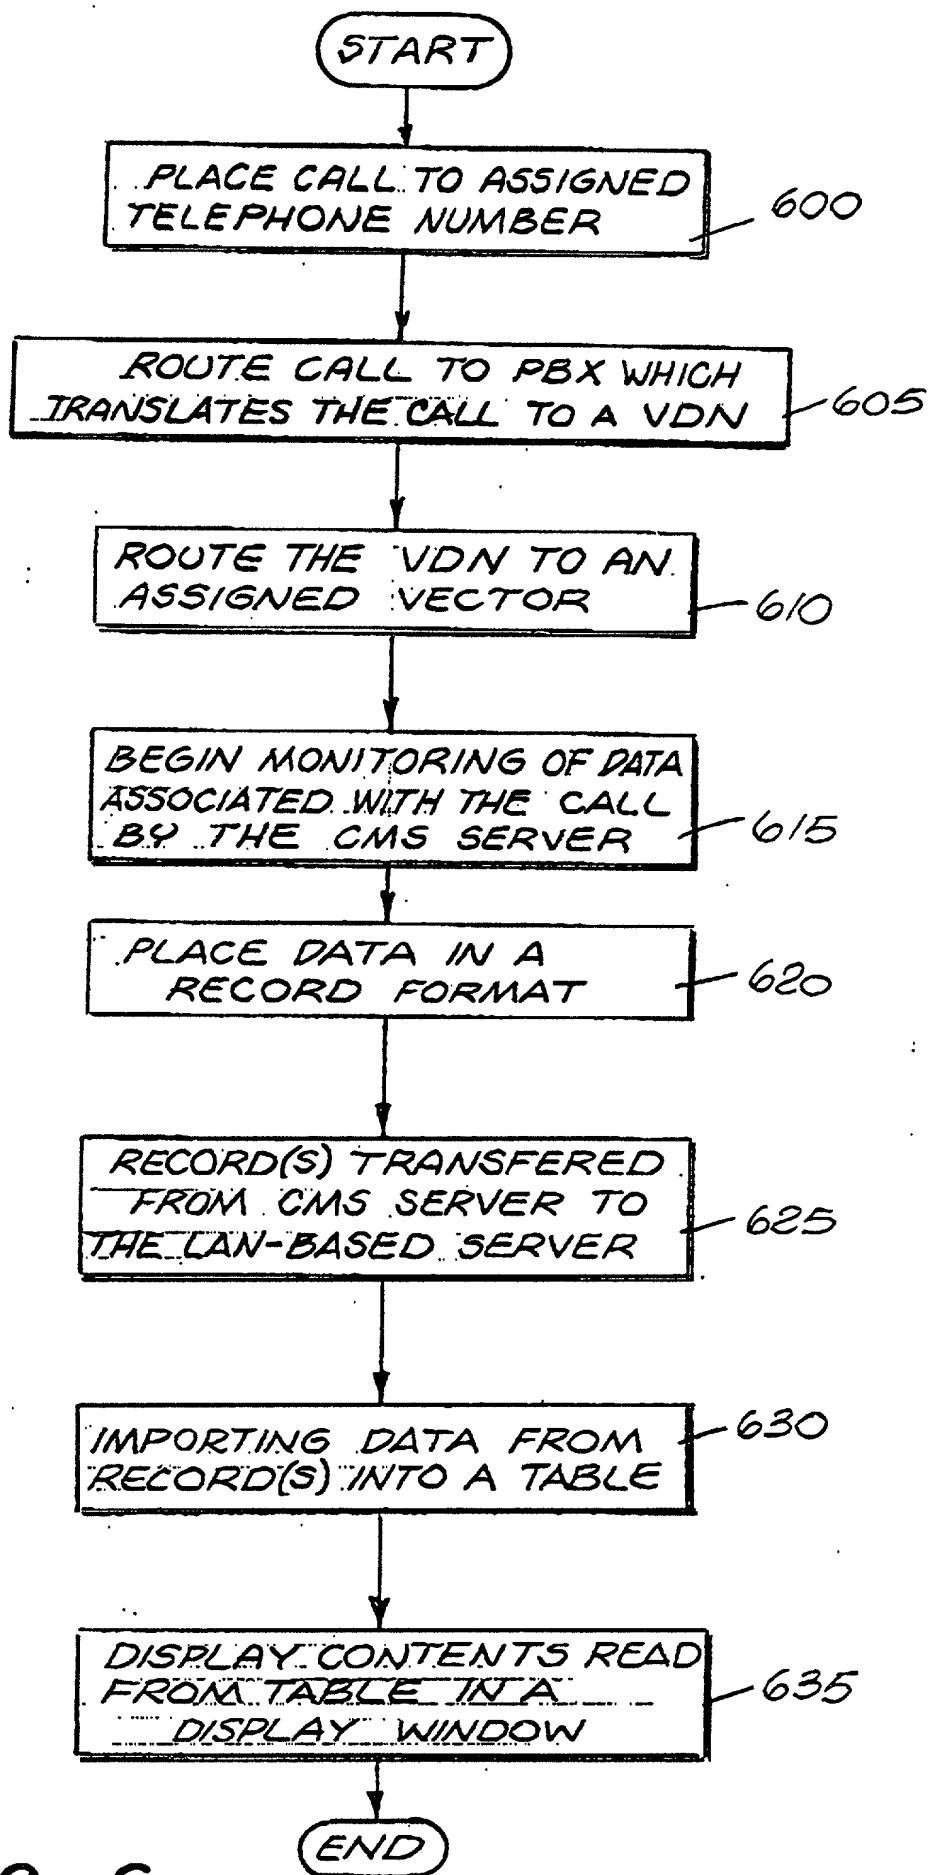 START
PLACE CALL TO ASSIGNED
TELEPHONE NUMBER
600
ROUTE CALL TO PBX WHICH
TRANSLATES THE CALL TO A VDN
605
ROUTE THE VDN TO AN
ASSIGNED VECTOR
610
BEGIN MONITORING OF DATA
ASSOCIATED WITH THE CALL
BY THE CMS SERVER
615
PLACE DATA IN A
RECORD FORMAT
620
RECORD(S) TRANSFERED
FROM CMS SERVER TO
THE LAN-BASED SERVER
625
IMPORTING DATA FROM
RECORD(S) INTO A TABLE
630
DISPLAY CONTENTS READ
FROM TABLE IN A
DISPLAY WINDOW
635
END